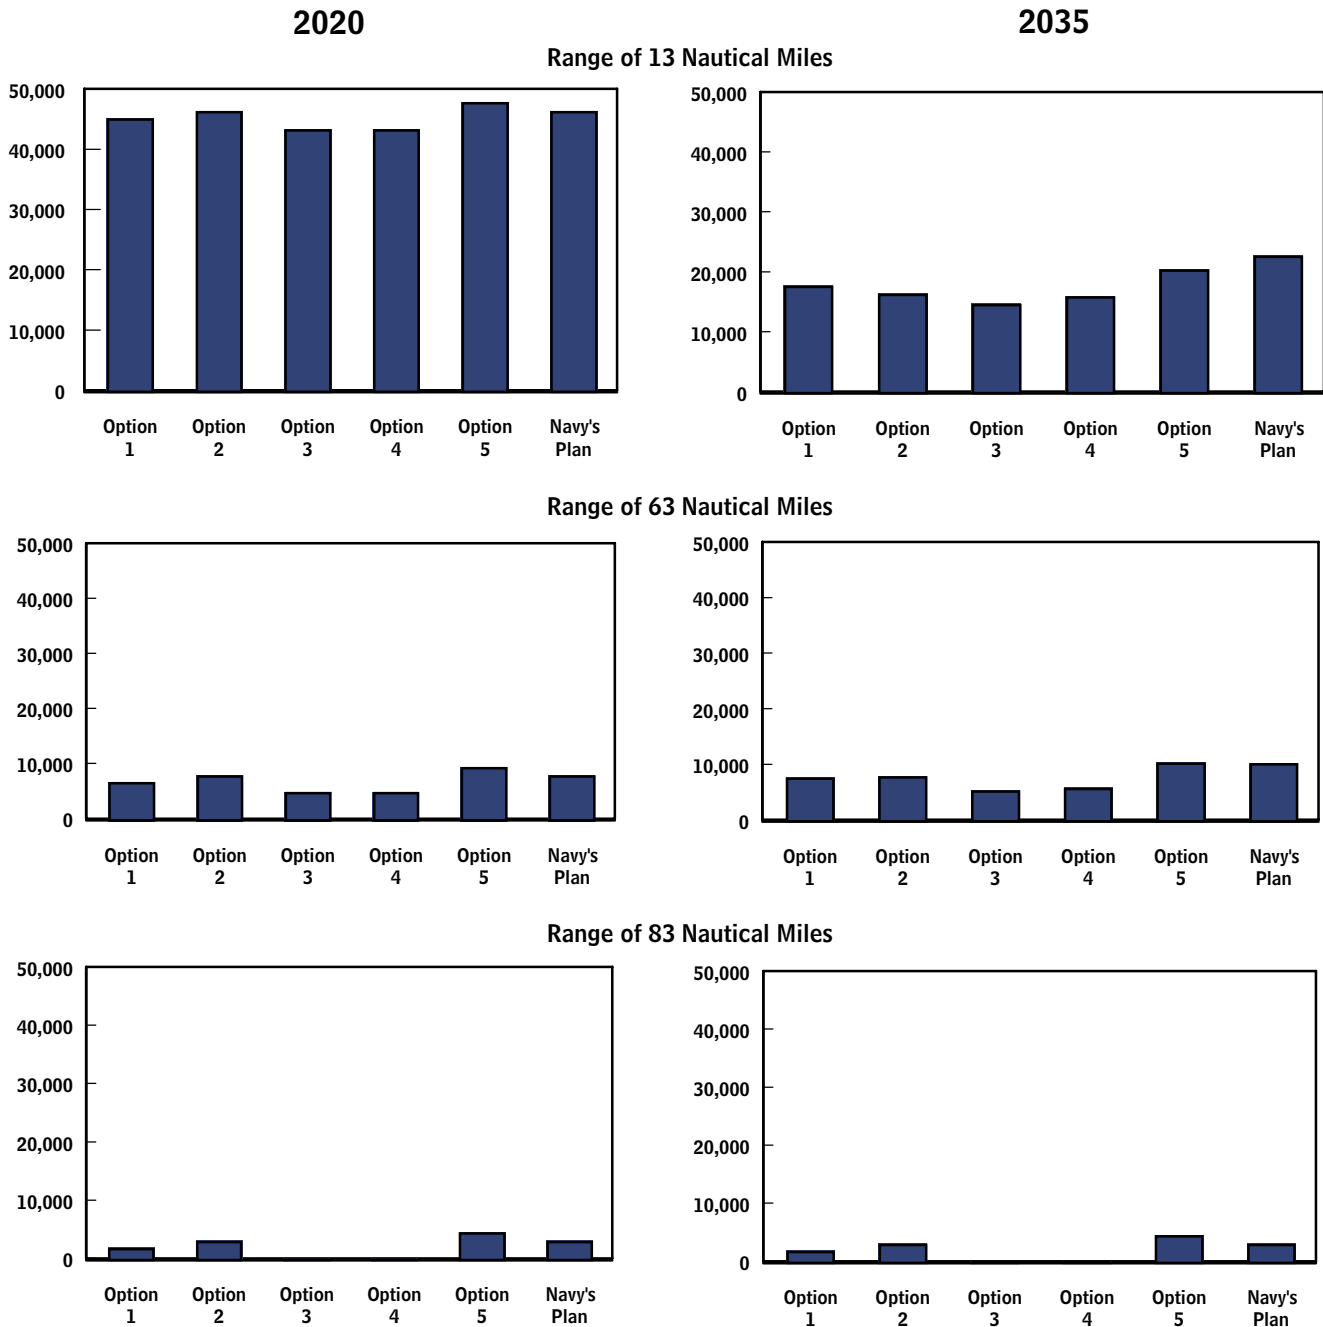 2020
2035
Range of 13 Nautical Miles
50,000
40,000
30,000
20,000
10,000
0
Option 1
Option 2
Option 3
Option 4
Option 5
Navy's Plan
50,000
40,000
30,000
20,000
10,000
0
Option 1
Option 2
Option 3
Option 4
Option 5
Navy's Plan
Range of 63 Nautical Miles
50,000
40,000
30,000
20,000
10,000
0
Option 1
Option 2
Option 3
Option 4
Option 5
Navy's Plan
50,000
40,000
30,000
20,000
10,000
0
Option 1
Option 2
Option 3
Option 4
Option 5
Navy's Plan
Range of 83 Nautical Miles
50,000
40,000
30,000
20,000
10,000
0
Option 1
Option 2
Option 3
Option 4
Option 5
Navy's Plan
50,000
40,000
30,000
20,000
10,000
0
Option 1
Option 2
Option 3
Option 4
Option 5
Navy's Plan